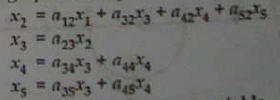 x₂ = a₁₂x₁ + a₃₂x₃ + a₄₂x₄ + a₅₂x₅
x₃ = a₂₃x₂
x₄ = a₃₄x₃ + a₄₄x₄
x₅ = a₃₅x₃ + a₄₅x₄